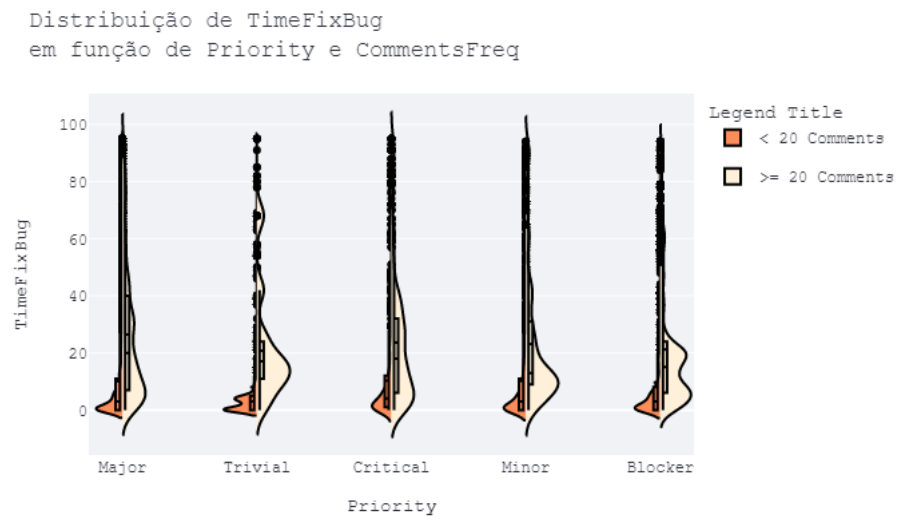 Distribuição de TimeFixBug
em função de Priority e CommentsFreq
Legend Title
< 20 Comments
>= 20 Comments
TimeFixBug
100
80
60
40
20
0
Major Trivial Critical Minor Blocker
Priority